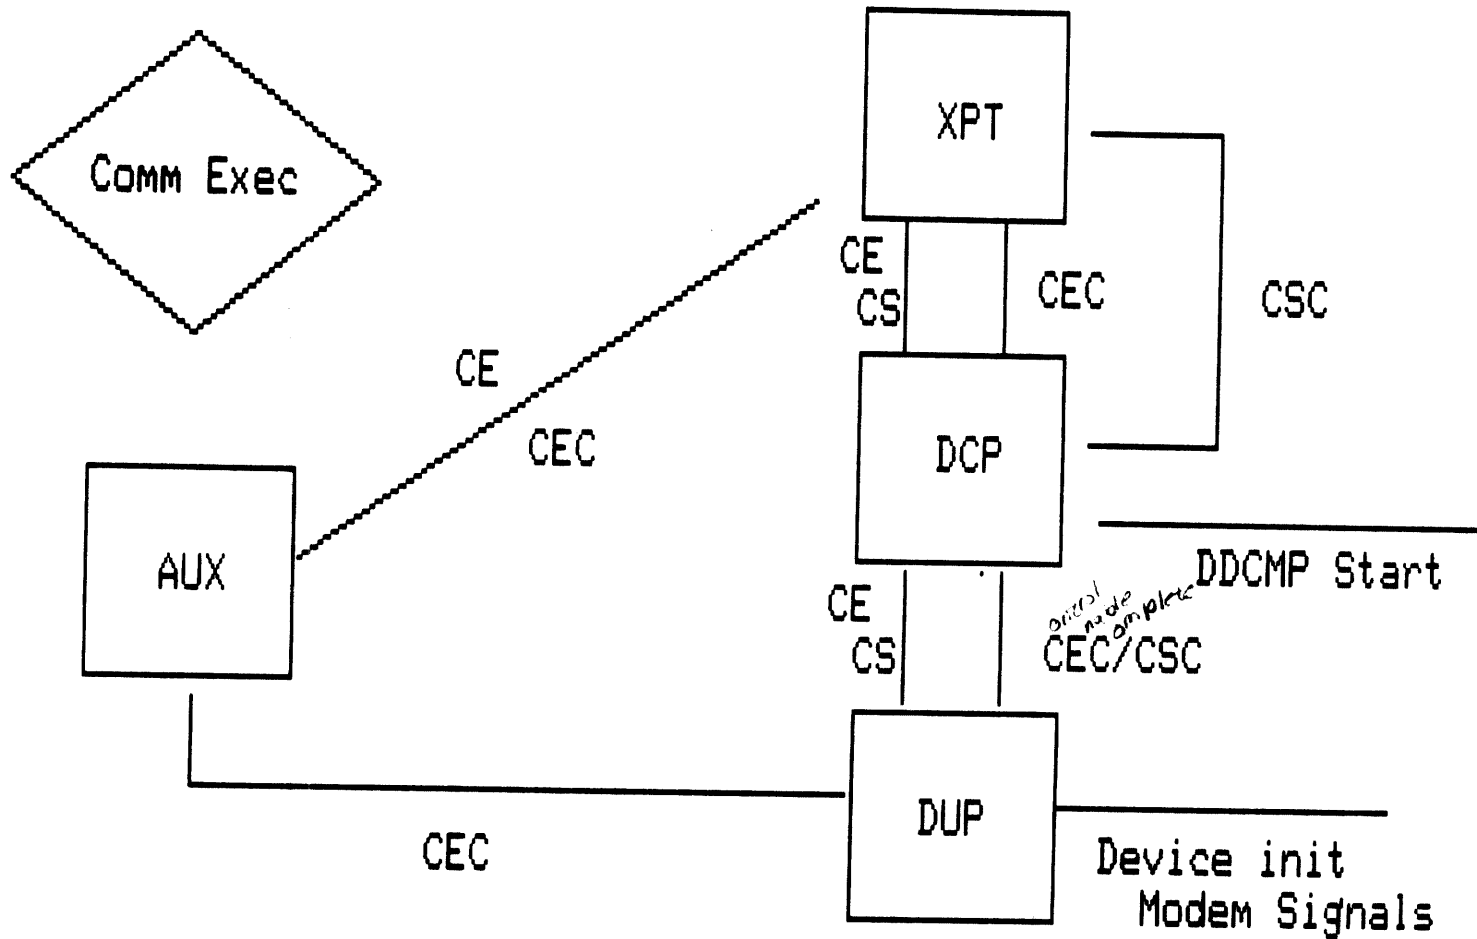 XPT
Comm Exec
CE
CS
CEC
CSC
CE
CEC
DCP
AUX
DDCMP Start
CE
CS
omplete
CEC/CSC
DUP
CEC
Device init
Modem Signals